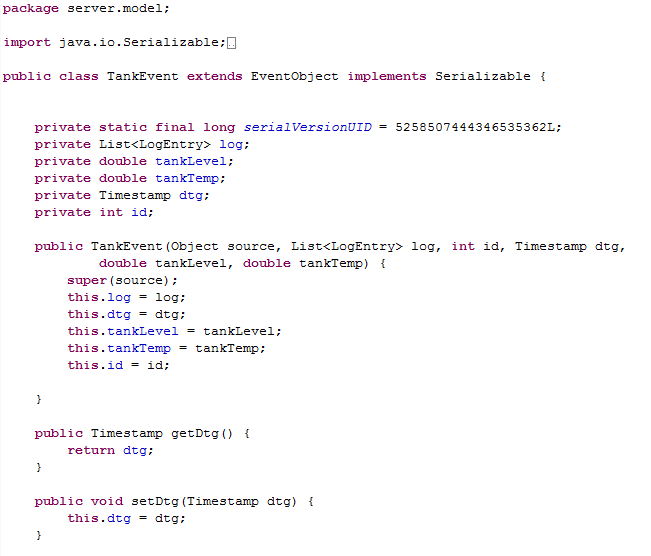 package server.model;
import java.io.Serializable;
public class TankEvent extends EventObject implements Serializable {
private static final long serialVersionUID = 5258507444346535362L;
private List<LogEntry> log;
private double tankLevel;
private double tankTemp;
private Timestamp dtg;
private int id;
public TankEvent(Object source, List<LogEntry> log, int id, Timestamp dtg,
double tankLevel, double tankTemp) {
super(source);
this.log = log;
this.dtg = dtg;
this.tankLevel = tankLevel;
this.tankTemp = tankTemp;
this.id = id;
}
public Timestamp getDtg() {
return dtg;
}
public void setDtg(Timestamp dtg) {
this.dtg = dtg;
}